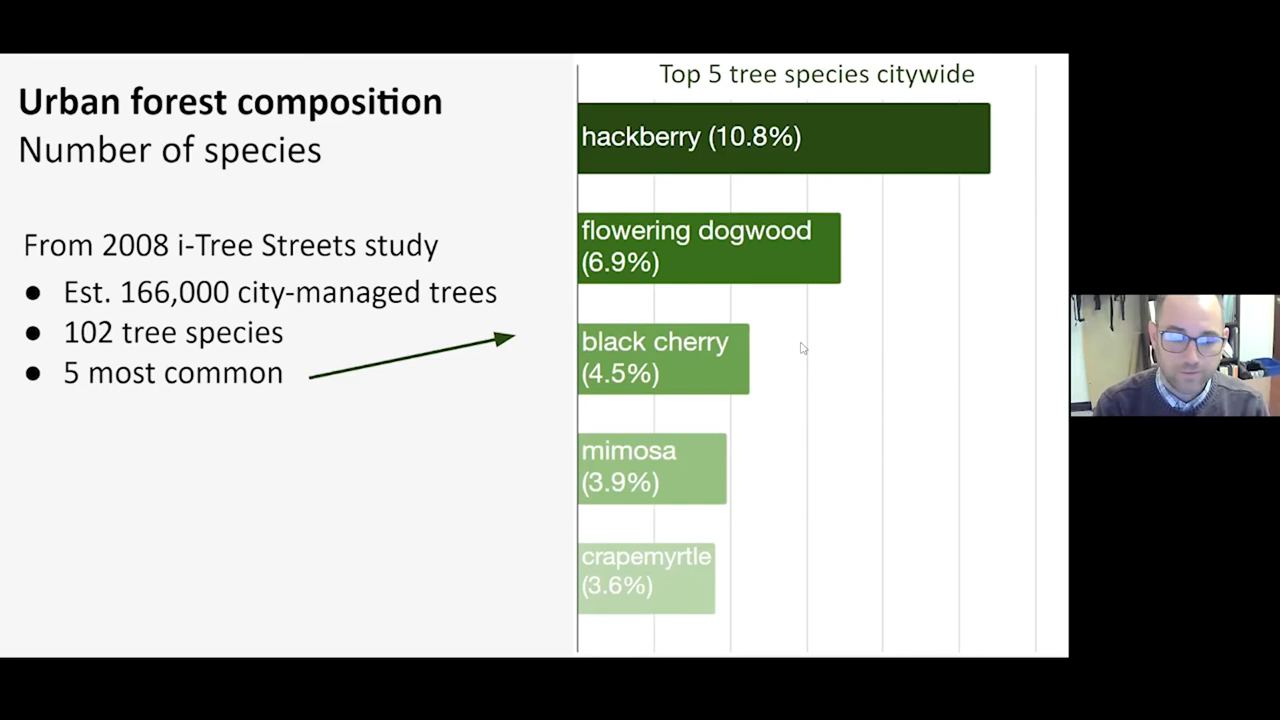 Urban forest composition
Number of species
From 2008 i-Tree Streets study
● Est. 166,000 city-managed trees
● 102 tree species
● 5 most common
Top 5 tree species citywide
hackberry (10.8%)
flowering dogwood
(6.9%)
black cherry
(4.5%)
mimosa
(3.9%)
crapemyrtle
(3.6%)